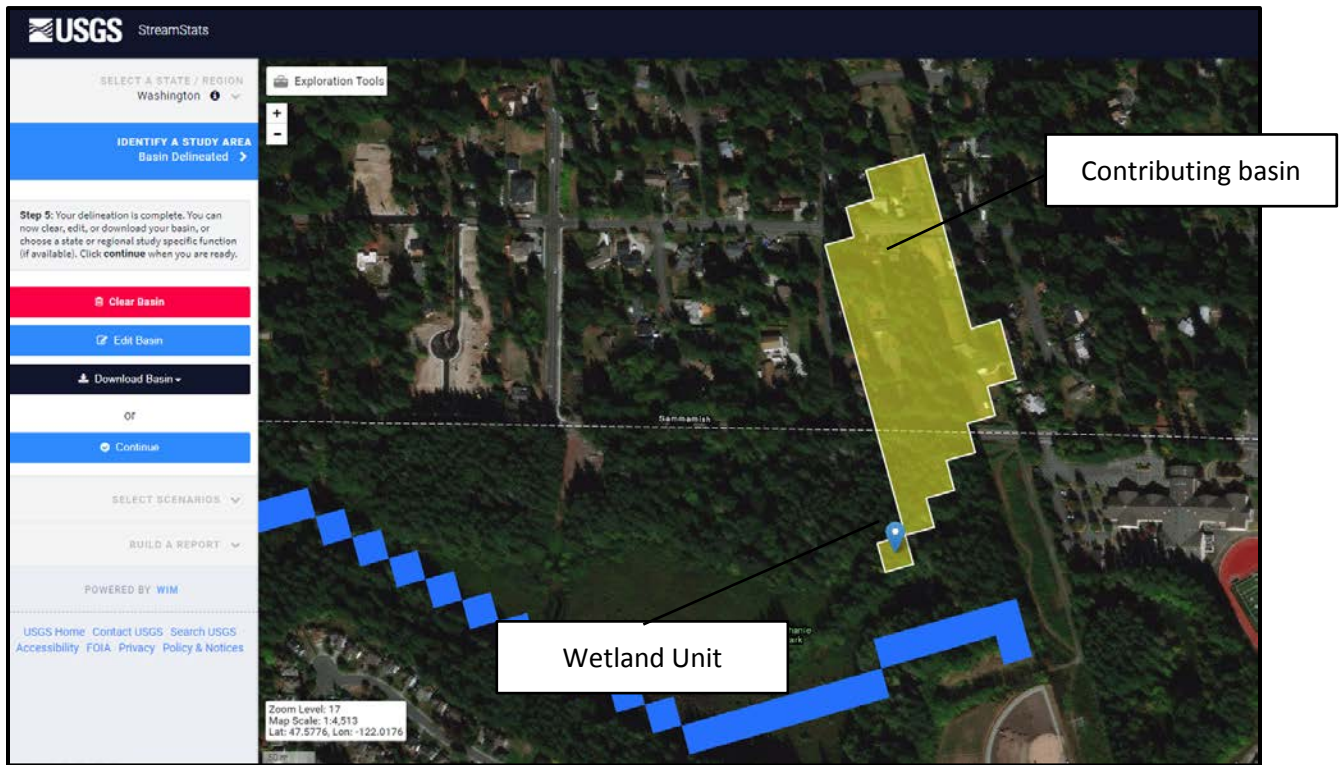 USGS StreamStats
SELECT A STATE / REGION
Washington
IDENTIFY A STUDY AREA
Basin Delineated
Step 5: Your delineation is complete. You can
now clear, edit, or download your basin, or
choose a state or regional study specific function
(if available). Click continue when you are ready.
Clear Basin
Edit Basin
Download Basin
or
Continue
SELECT SCENARIOS
BUILD A REPORT
POWERED BY WIM
USGS Home Contact USGS Search USGS
Accessibility FOIA Privacy Policy & Notices
Exploration Tools
+
-
Contributing basin
Sammamish
Wetland Unit
Zoom Level: 17
Map Scale: 1:4,513
Lat: 47.5776, Lon: -122.0176
50 m